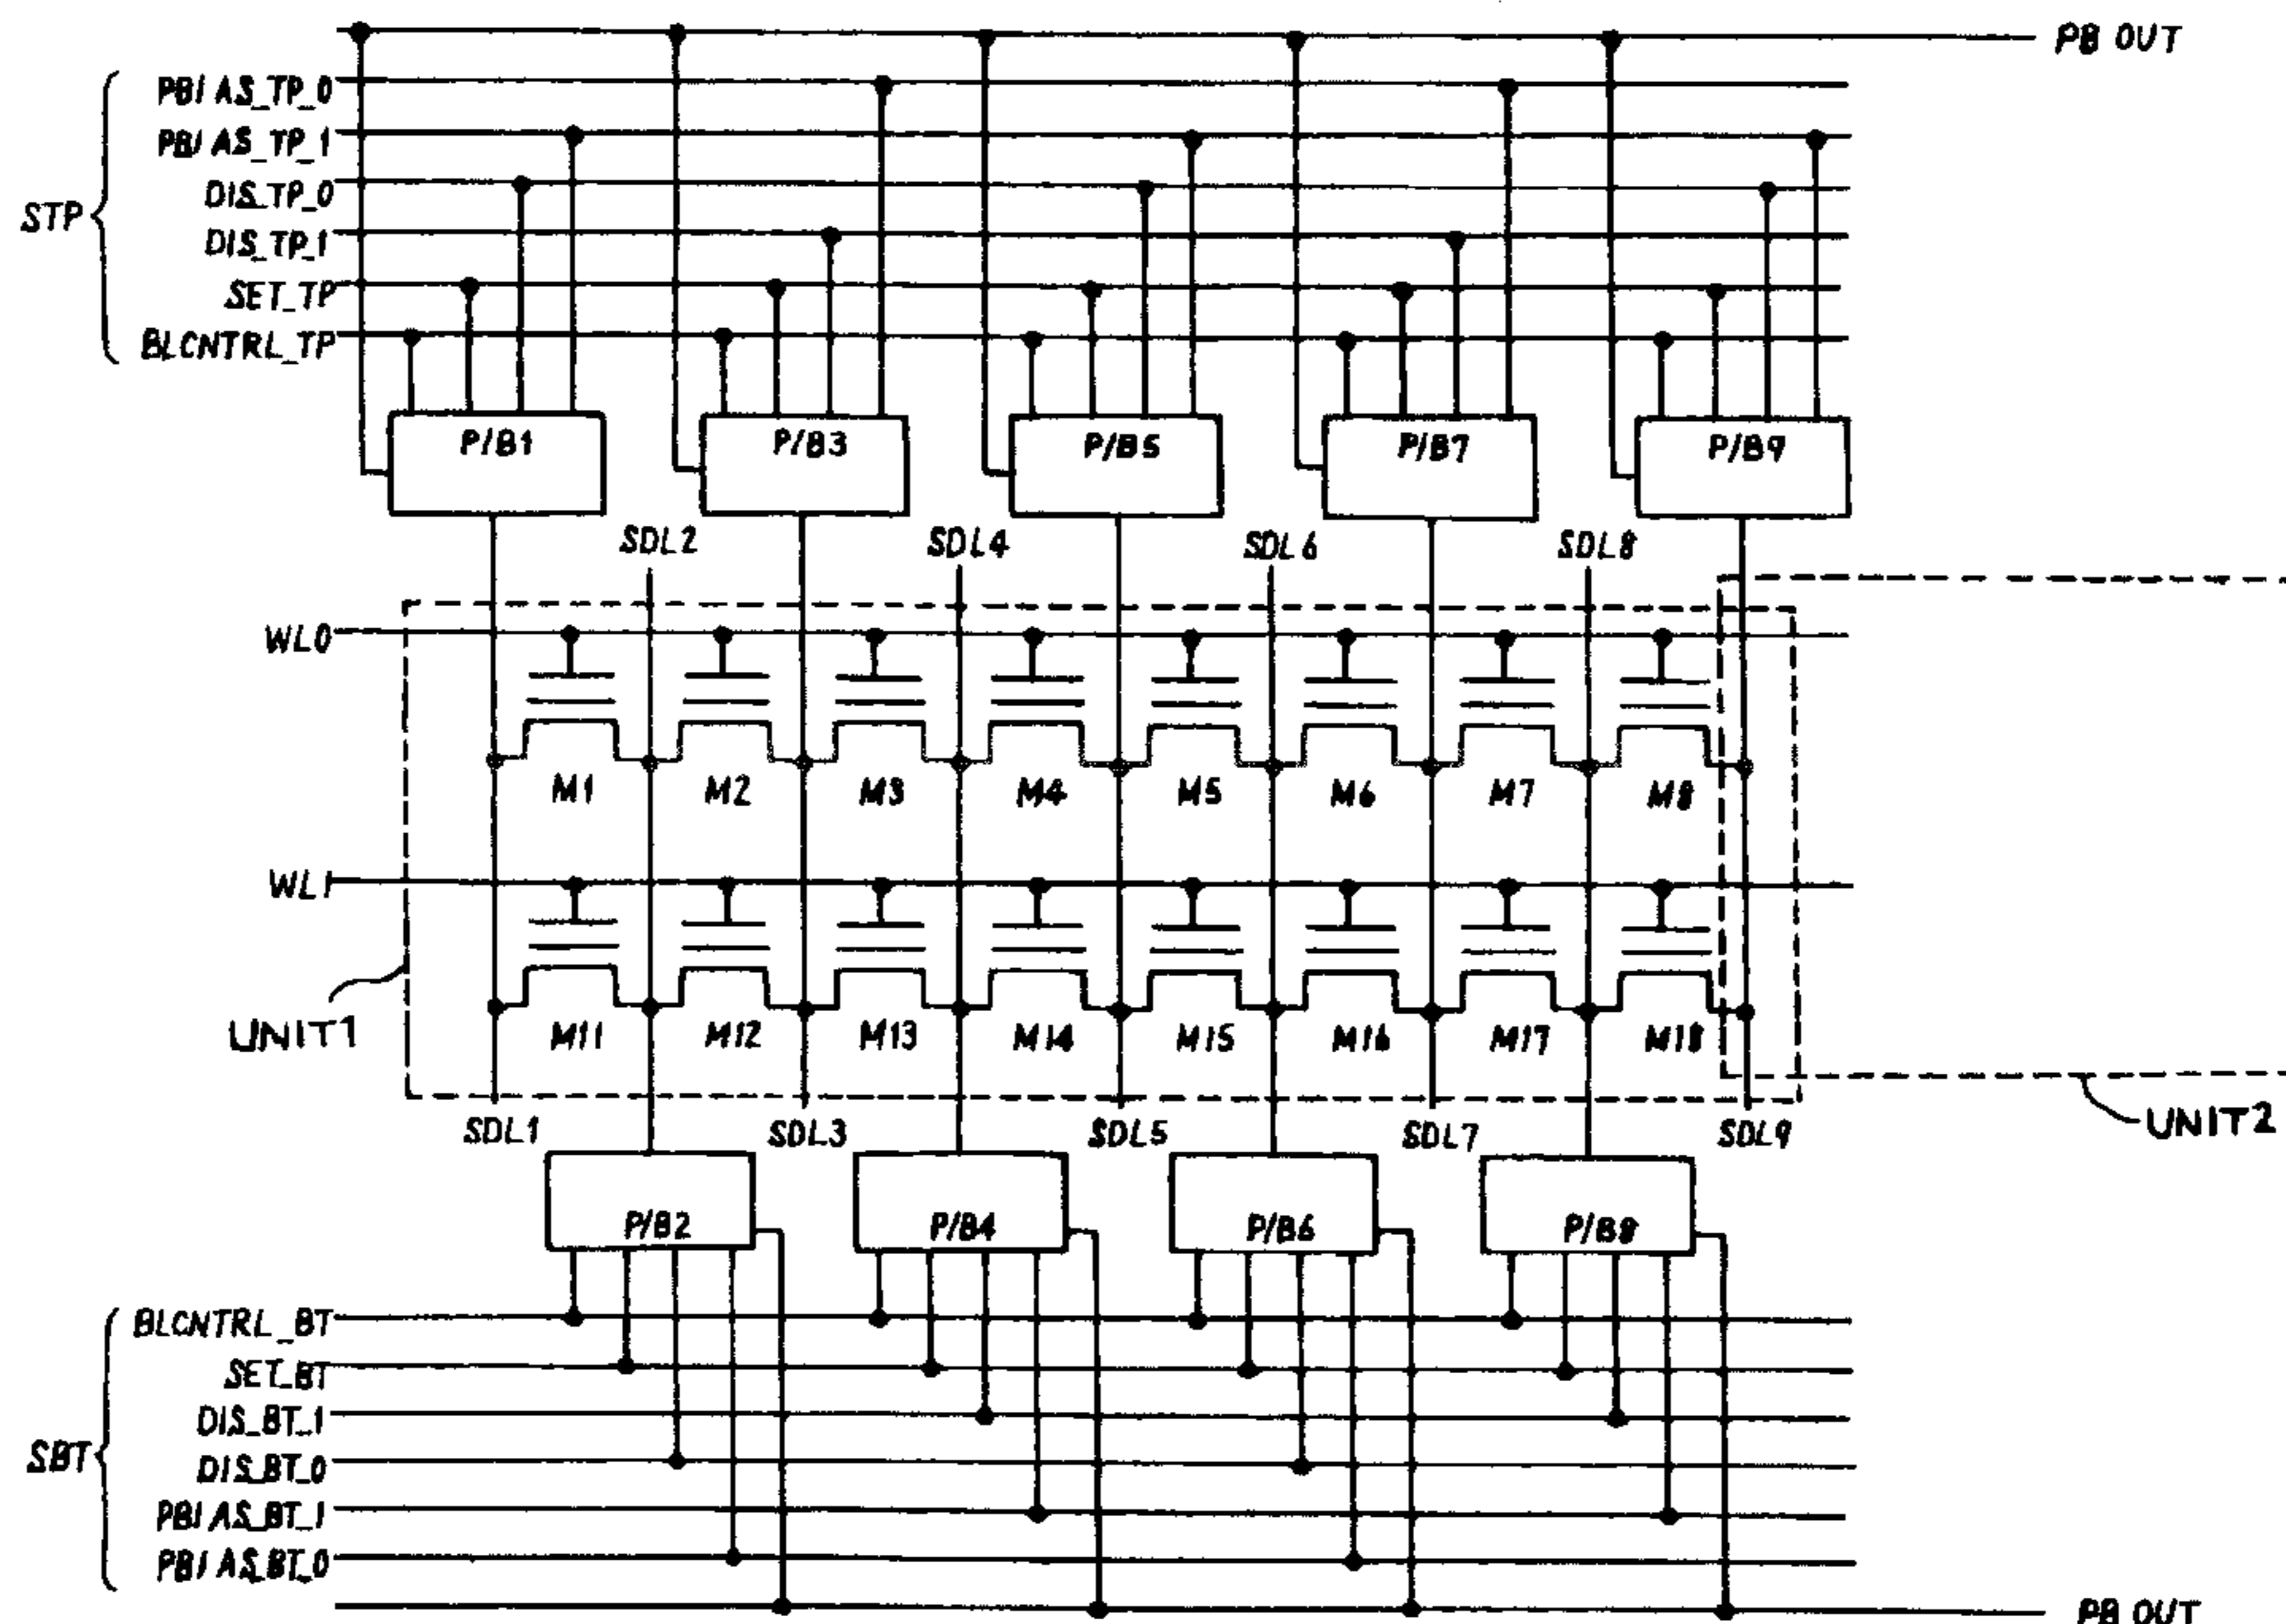 PB OUT
PBIAS_TP_0
PBIAS_TP_1
DIS_TP_0
STP
DIS_TP_1
SET_TP
BLCNTRL_TP
P/B1 P/B3 P/B5 P/B7 P/B9
SDL2 SDL4 SDL6 SDL8
WL0
M1 M2 M3 M4 M5 M6 M7 M8
WL1
UNIT1 M11 M12 M13 M14 M15 M16 M17 M18
SDL1 SDL3 SDL5 SDL7 SDL9 UNIT2
P/B2 P/B4 P/B6 P/B8
BLCNTRL_BT
SET_BT
DIS_BT_1
SBT
DIS_BT_0
PBIAS_BT_1
PBIAS_BT_0
PB OUT